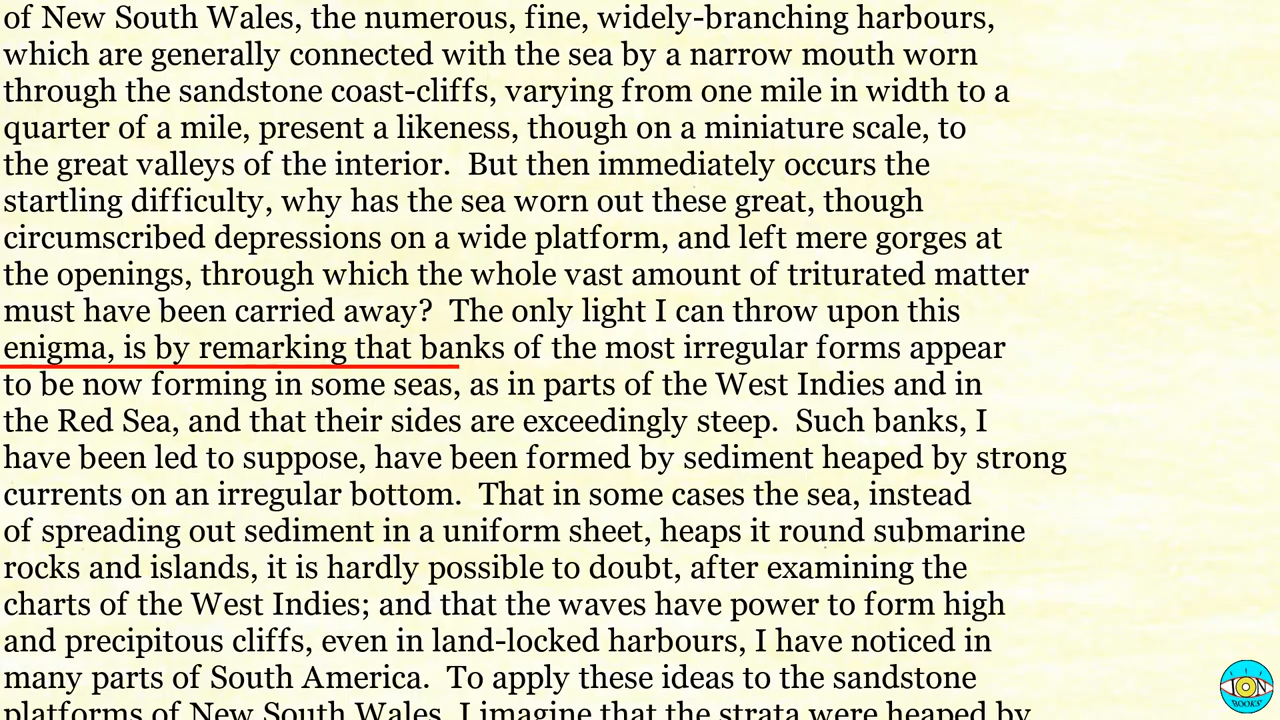 of New South Wales, the numerous, fine, widely-branching harbours,
which are generally connected with the sea by a narrow mouth worn
through the sandstone coast-cliffs, varying from one mile in width to a
quarter of a mile, present a likeness, though on a miniature scale, to
the great valleys of the interior.  But then immediately occurs the
startling difficulty, why has the sea worn out these great, though
circumscribed depressions on a wide platform, and left mere gorges at
the openings, through which the whole vast amount of triturated matter
must have been carried away?  The only light I can throw upon this
enigma, is by remarking that banks of the most irregular forms appear
to be now forming in some seas, as in parts of the West Indies and in
the Red Sea, and that their sides are exceedingly steep.  Such banks, I
have been led to suppose, have been formed by sediment heaped by strong
currents on an irregular bottom.  That in some cases the sea, instead
of spreading out sediment in a uniform sheet, heaps it round submarine
rocks and islands, it is hardly possible to doubt, after examining the
charts of the West Indies; and that the waves have power to form high
and precipitous cliffs, even in land-locked harbours, I have noticed in
many parts of South America.  To apply these ideas to the sandstone
platforms of New South Wales, I imagine that the strata were heaped by
ION
BOOKS